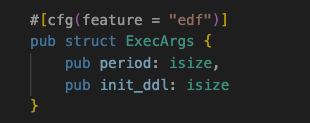 #[cfg(feature = "edf")]
pub struct ExecArgs {
    pub period: isize,
    pub init_ddl: isize
}